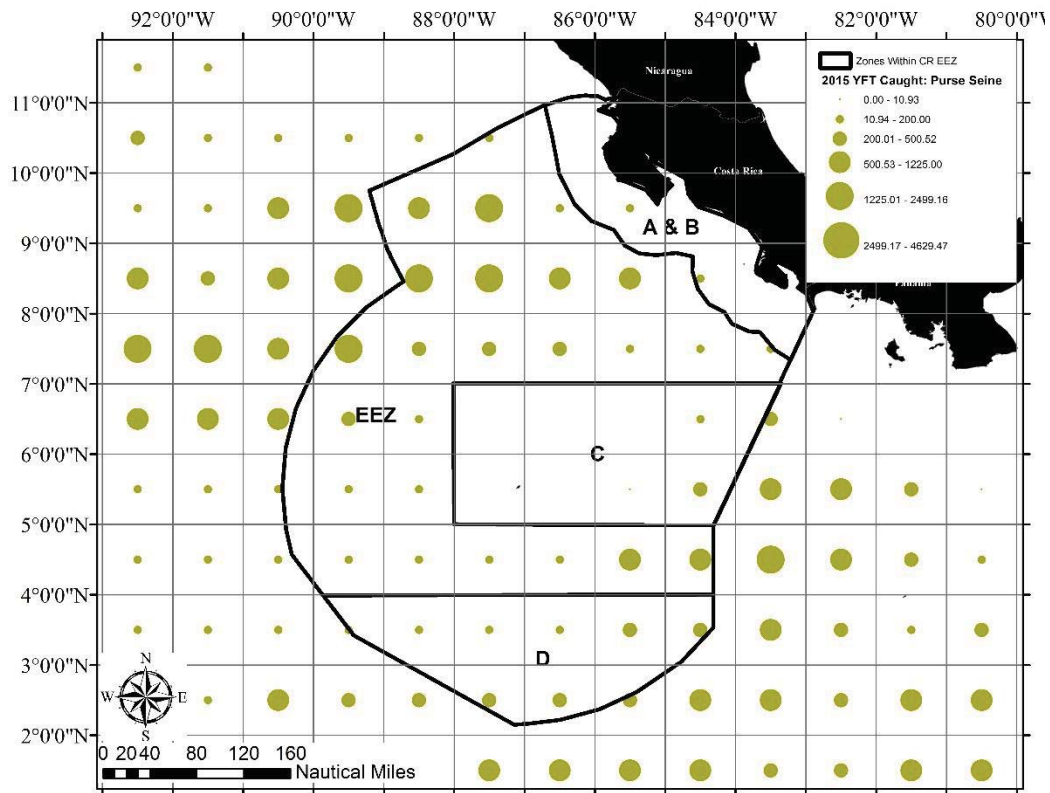 92°0'0"W 90°0'0"W 88°0'0"W 86°0'0"W 84°0'0"W 82°0'0"W 80°0'0"W
Nicaragua
Zones Within CR EEZ
2015 YFT Caught: Purse Seine
0.00 - 10.93
10.94 - 200.00
200.01 - 500.52
500.53 - 1225.00
1225.01 - 2499.16
2499.17 - 4629.47
11°0'0"N
10°0'0"N
Costa Rica
A & B
9°0'0"N
Panama
8°0'0"N
7°0'0"N
EEZ
C
6°0'0"N
5°0'0"N
4°0'0"N
D
3°0'0"N
N
W E
S
2°0'0"N
0 20 40 80 120 160
Nautical Miles